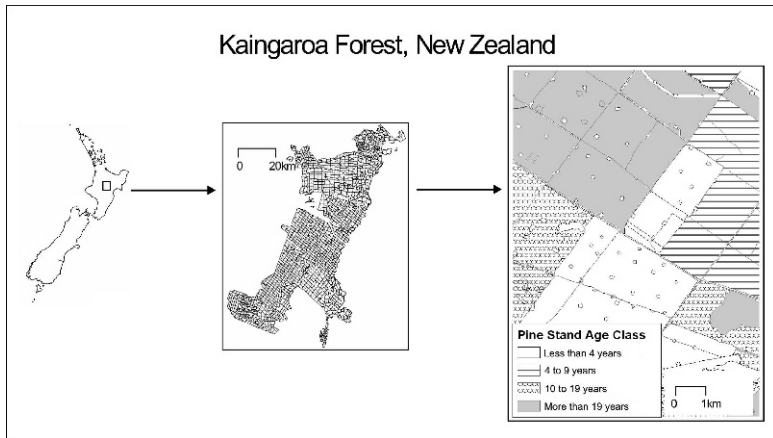 Kaingaroa Forest, New Zealand
0 20km
Pine Stand Age Class
Less than 4 years
4 to 9 years
10 to 19 years
More than 19 years
0 1km